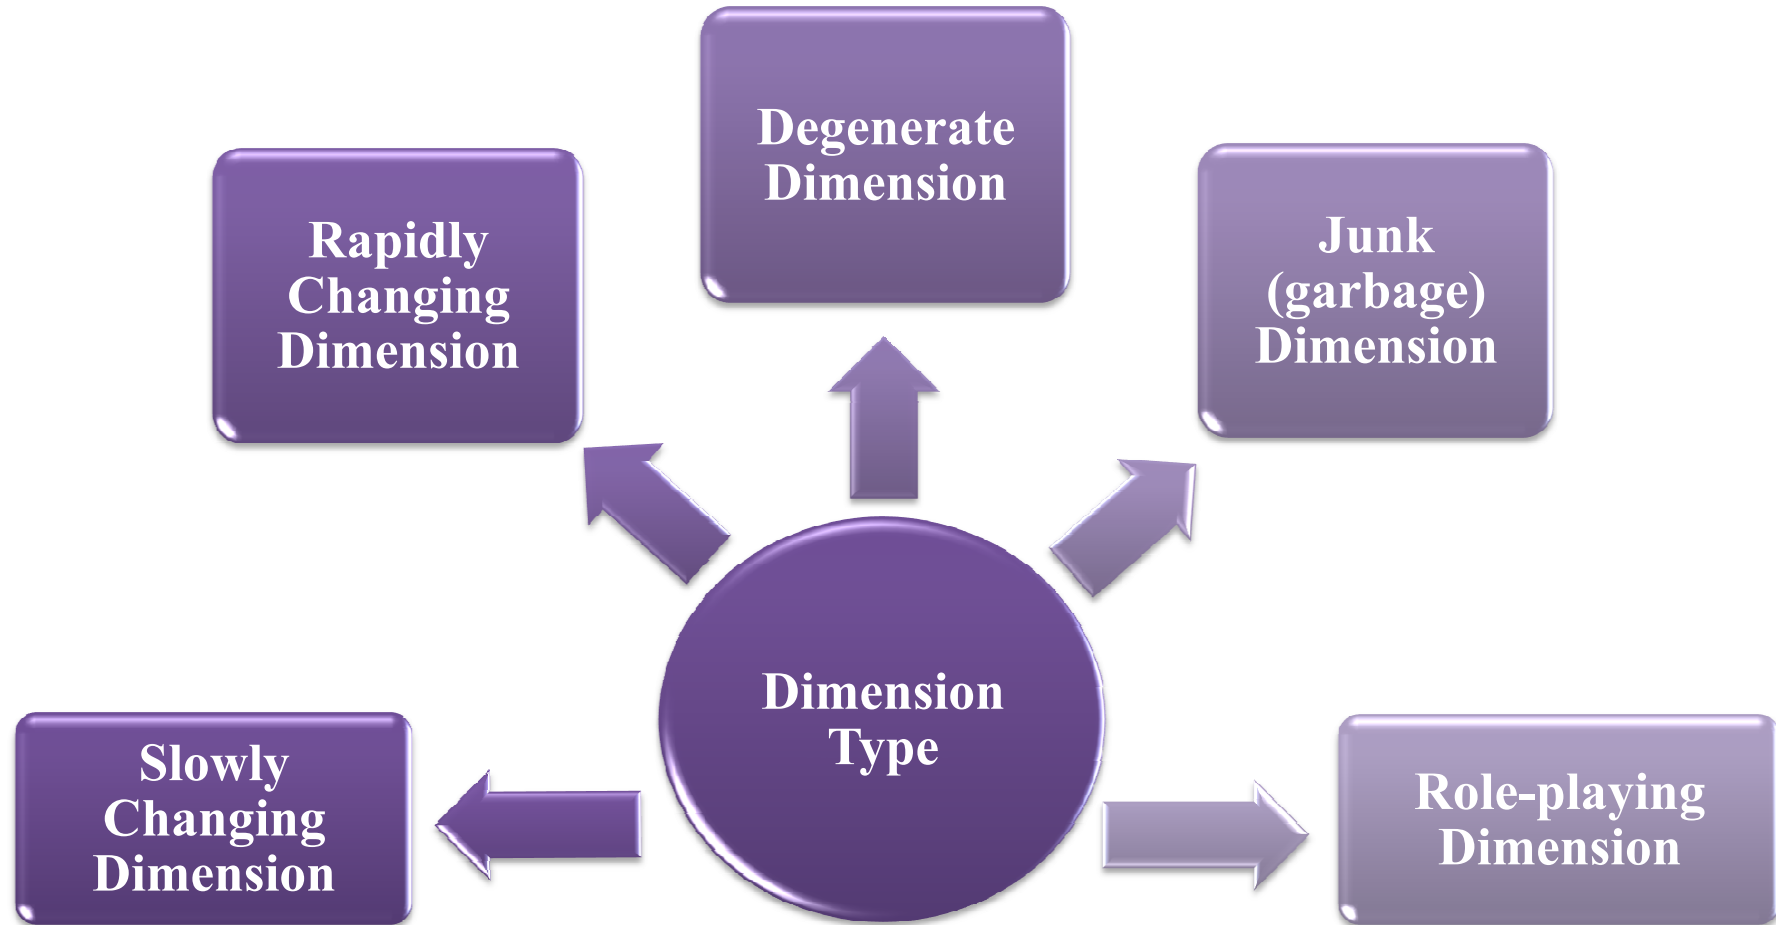 Degenerate
Dimension
Rapidly
Changing
Dimension
Junk
(garbage)
Dimension
Dimension
Type
Slowly
Changing
Dimension
Role-playing
Dimension